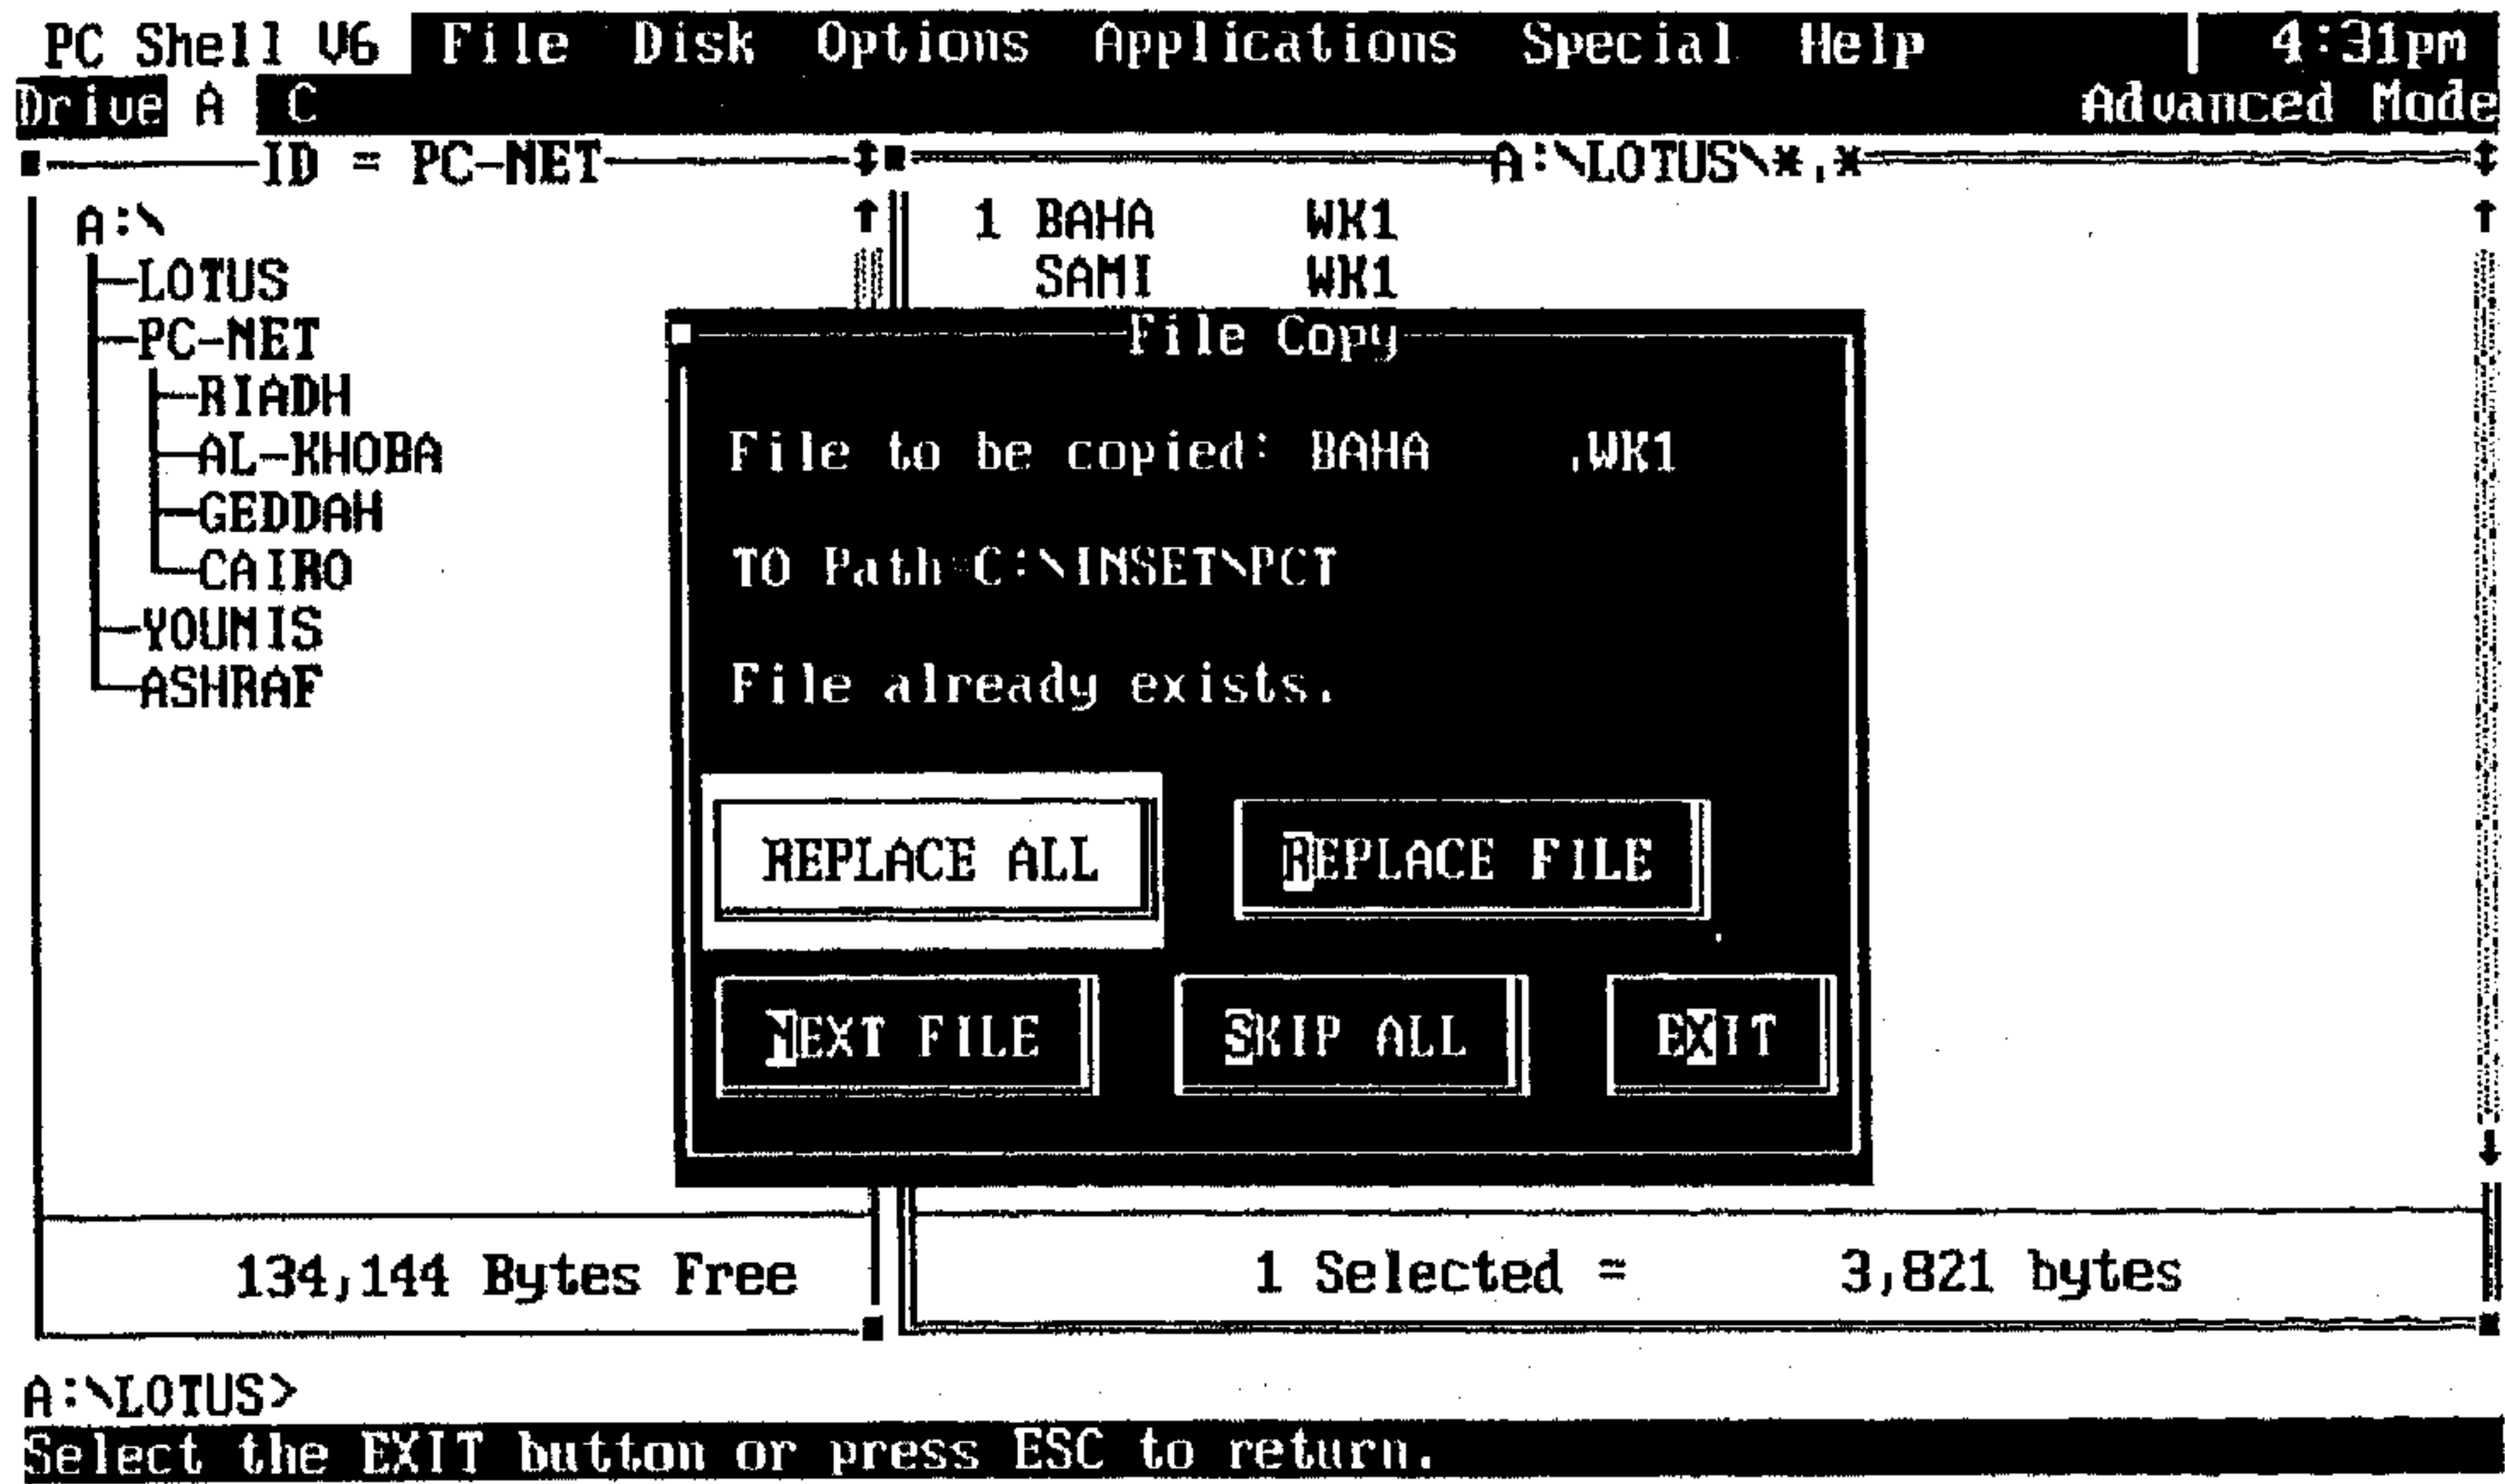 PC Shell V6 File Disk Options Applications Special Help 4:31pm
Drive A C Advanced Mode
ID = PC-NET A:\LOTUS\*.*
A:\ 1 BAHA WK1
LOTUS SAMI WK1
PC-NET
RIADH
AL-KHOBA
GEDDAH
CAIRO
YOUNIS
ASHRAF
File Copy
File to be copied: BAHA .WK1
TO Path C:\INSET\PCT
File already exists.
REPLACE ALL REPLACE FILE
NEXT FILE SKIP ALL EXIT
134,144 Bytes Free 1 Selected = 3,821 bytes
A:\LOTUS>
Select the EXIT button or press ESC to return.